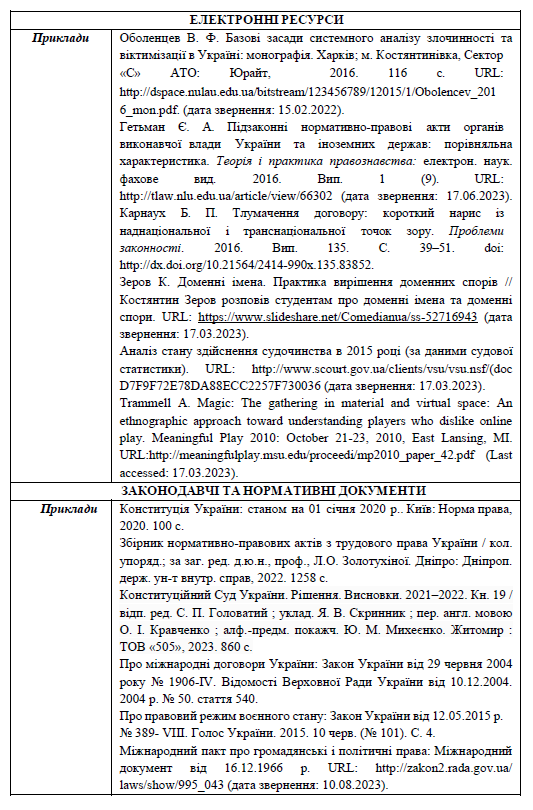 ЕЛЕКТРОННІ РЕСУРСИ
Приклади
Оболенцев В. Ф. Базові засади системного аналізу злочинності та
віктимізації в Україні: монографія. Харків; м. Костянтинівка, Сектор
«С» АТО: Юрайт, 2016. 116 с. URL:
http://dspace.nulau.edu.ua/bitstream/123456789/12015/1/Obolencev_201
6_mon.pdf. (дата звернення: 15.02.2022).
Гетьман Є. А. Підзаконні нормативно-правові акти органів
виконавчої влади України та іноземних держав: порівняльна
характеристика. Теорія і практика правознавства: електрон. наук.
фахове вид. 2016. Вип. 1 (9). URL:
http://tlaw.nlu.edu.ua/article/view/66302 (дата звернення: 17.06.2023).
Карнаух Б. П. Тлумачення договору: короткий нарис із
наднаціональної і транснаціональної точок зору. Проблеми
законності. 2016. Вип. 135. С. 39–51. doi:
http://dx.doi.org/10.21564/2414-990x.135.83852.
Зеров К. Доменні імена. Практика вирішення доменних спорів //
Костянтин Зеров розповів студентам про доменні імена та доменні
спори. URL: https://www.slideshare.net/Comedianua/ss-52716943 (дата
звернення: 17.03.2023).
Аналіз стану здійснення судочинства в 2015 році (за даними судової
статистики). URL: http://www.scourt.gov.ua/clients/vsu/vsu.nsf/(doc
D7F9F72E78DA88ECC2257F730036 (дата звернення: 17.03.2023).
Trammell A. Magic: The gathering in material and virtual space: An
ethnographic approach toward understanding players who dislike online
play. Meaningful Play 2010: October 21-23, 2010, East Lansing, MI.
URL:http://meaningfulplay.msu.edu/proceedi/mp2010_paper_42.pdf (Last
accessed: 17.03.2023).
ЗАКОНОДАВЧІ ТА НОРМАТИВНІ ДОКУМЕНТИ
Приклади
Конституція України: станом на 01 січня 2020 р.. Київ: Норма права,
2020. 100 с.
Збірник нормативно-правових актів з трудового права України / кол.
упоряд.; за заг. ред. д.ю.н., проф., Л.О. Золотухіної. Дніпро: Дніпроп.
держ. ун-т внутр. справ, 2022. 1258 с.
Конституційний Суд України. Рішення. Висновки. 2021–2022. Кн. 19 /
відп. ред. С. П. Головатий ; уклад. Я. В. Скринник ; пер. англ. мовою
О. І. Кравченко ; алф.-предм. покажч. Ю. М. Михеєнко. Житомир :
ТОВ «505», 2023. 860 с.
Про міжнародні договори України: Закон України від 29 червня 2004
року № 1906-IV. Відомості Верховної Ради України від 10.12.2004.
2004 р. № 50. стаття 540.
Про правовий режим воєнного стану: Закон України від 12.05.2015 р.
№ 389- VIII. Голос України. 2015. 10 черв. (№ 101). С. 4.
Міжнародний пакт про громадянські і політичні права: Міжнародний
документ від 16.12.1966 р. URL: http://zakon2.rada.gov.ua/
laws/show/995_043 (дата звернення: 10.08.2023).